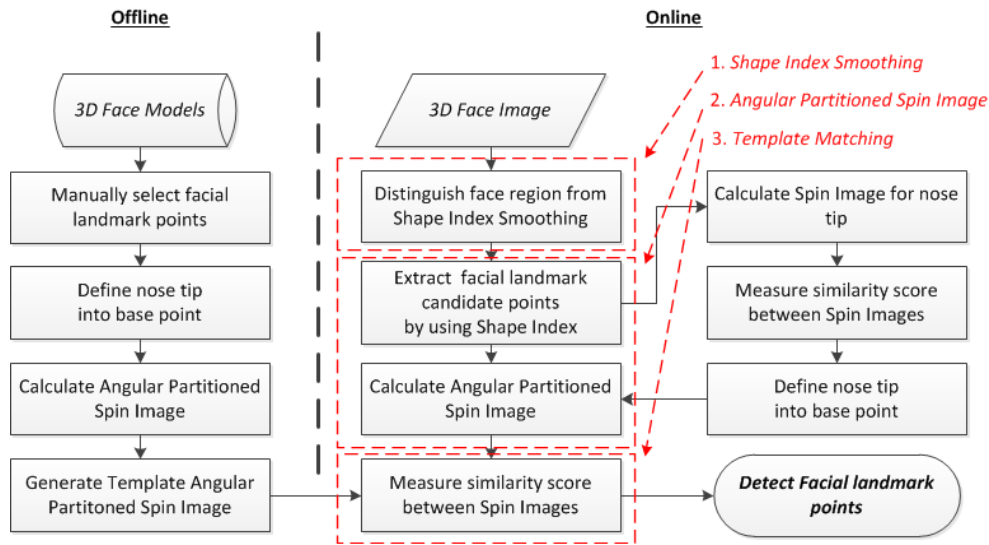 Offline
3D Face Models
Manually select facial
landmark points
Define nose tip
into base point
Calculate Angular Partitioned
Spin Image
Generate Template Angular
Partitoned Spin Image
Online
1. Shape Index Smoothing
2. Angular Partitioned Spin Image
3. Template Matching
3D Face Image
Distinguish face region from
Shape Index Smoothing
Extract facial landmark
candidate points
by using Shape Index
Calculate Angular Partitioned
Spin Image
Measure similarity score
between Spin Images
Calculate Spin Image for nose
tip
Measure similarity score
between Spin Images
Define nose tip
into base point
Detect Facial landmark
points